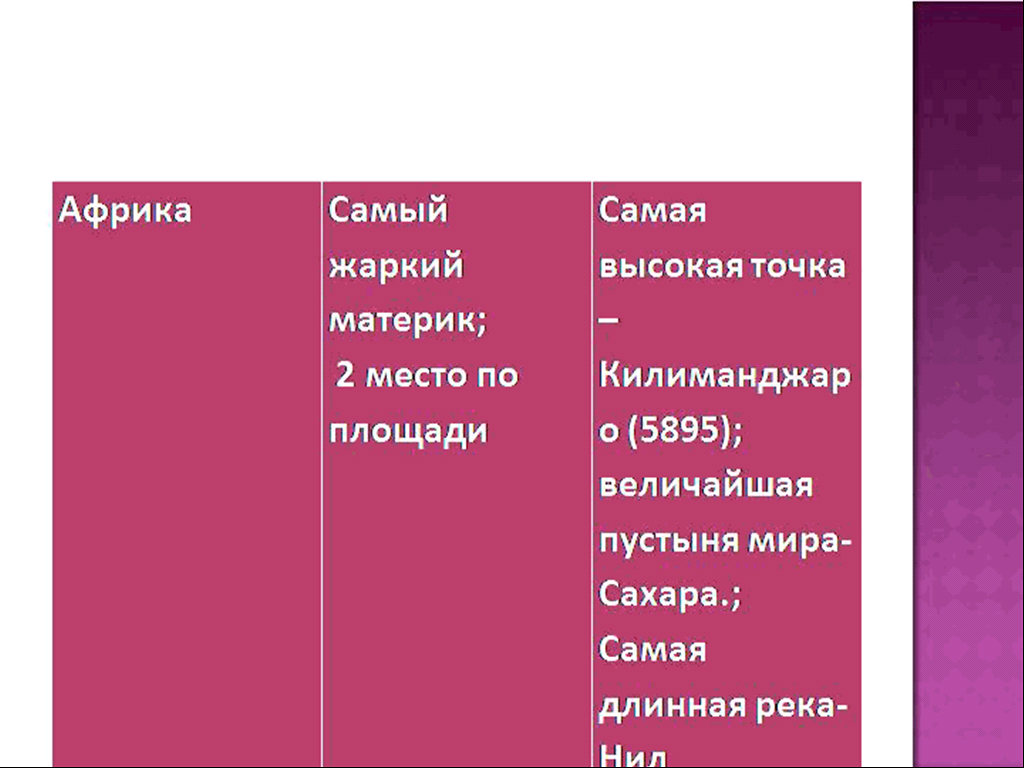 Африка
Самый
жаркий
материк;
2 место по
площади
Самая
высокая точка
–
Килиманджар
о (5895);
величайшая
пустыня мира-
Сахара.;
Самая
длинная река-
Нил